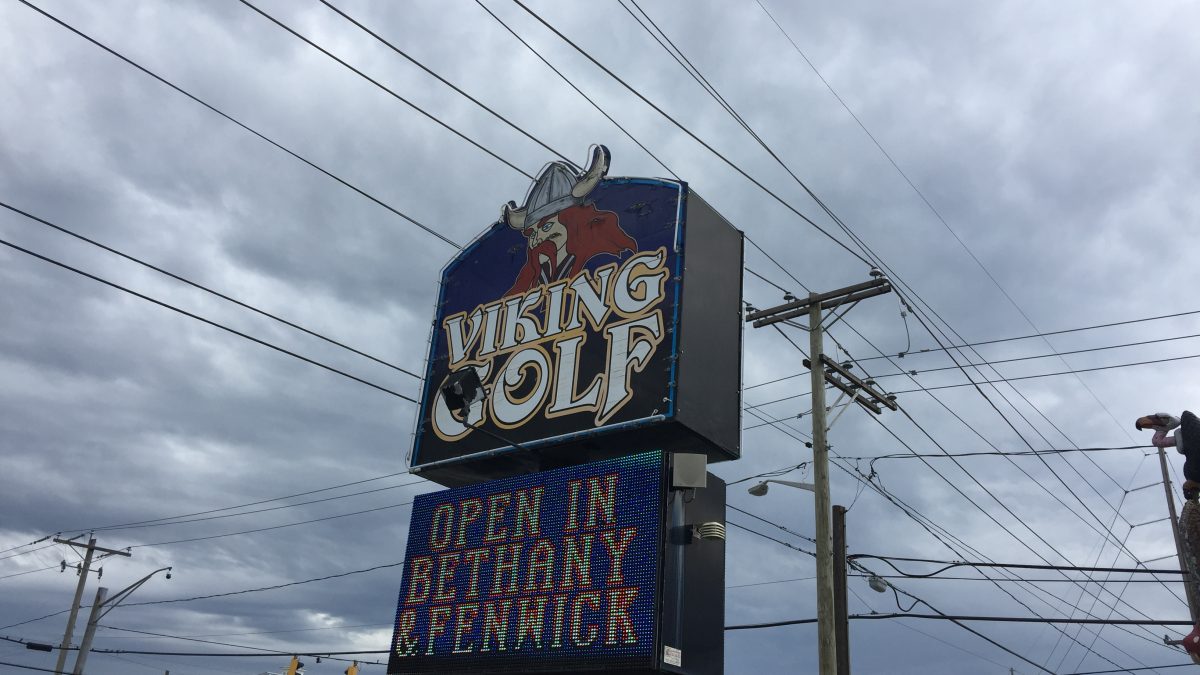 VIKING
GOLF
OPEN IN
BETHANY
& FENWICK